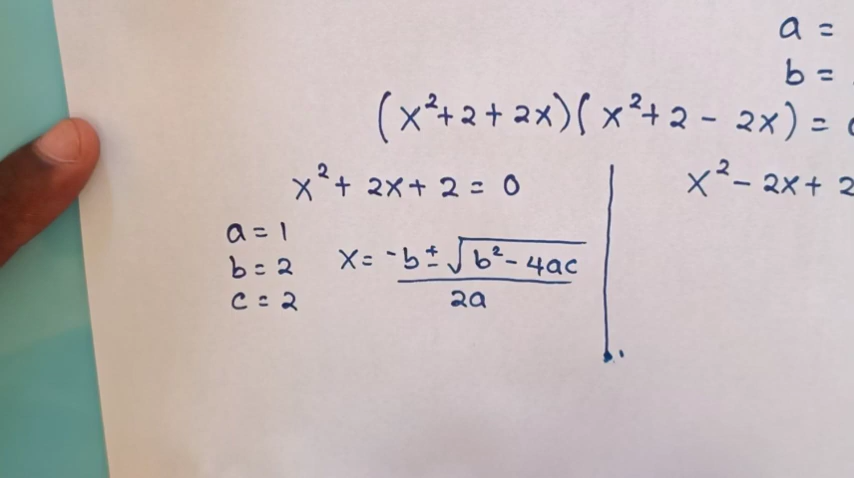 a =
b =
(x²+2+2x)(x²+2-2x)=
x²+2x+2=0
x²-2x+2
a=1
b=2
c=2
x= -b±√b²-4ac
2a